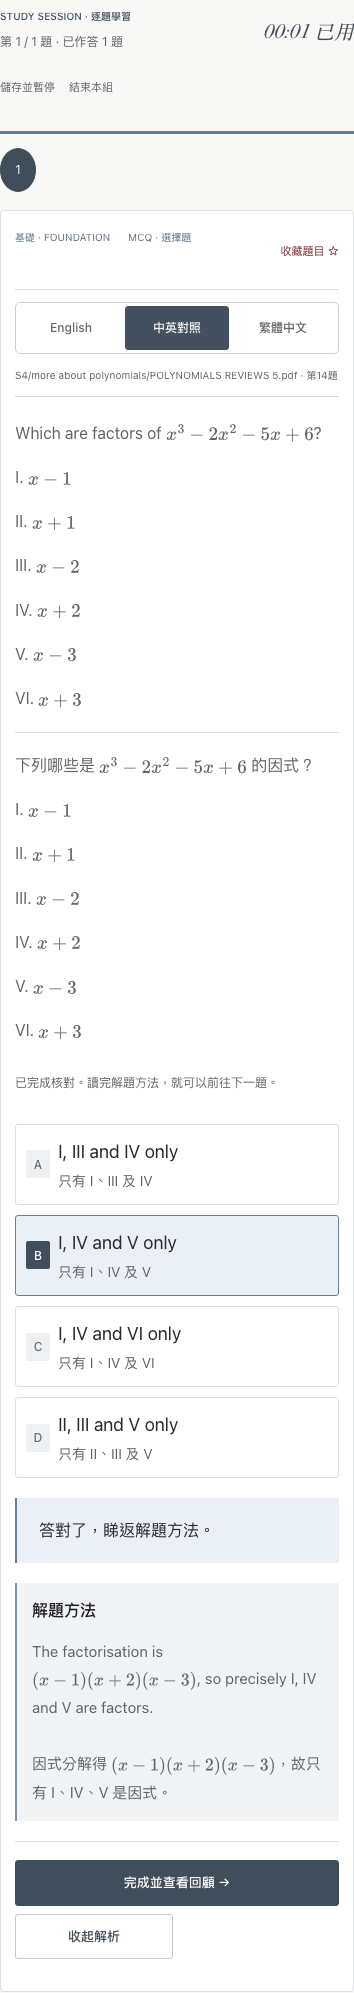 STUDY SESSION · 逐題學習
第 1 / 1 題 · 已作答 1 題
00:01 已用
儲存並暫停 結束本組
1
基礎 · FOUNDATION MCQ · 選擇題
收藏題目 ☆
English 中英對照 繁體中文
S4/more about polynomials/POLYNOMIALS REVIEWS 5.pdf · 第14題
Which are factors of x³ − 2x² − 5x + 6?
I. x − 1
II. x + 1
III. x − 2
IV. x + 2
V. x − 3
VI. x + 3
下列哪些是 x³ − 2x² − 5x + 6 的因式？
I. x − 1
II. x + 1
III. x − 2
IV. x + 2
V. x − 3
VI. x + 3
已完成核對。讀完解題方法，就可以前往下一題。
A I, III and IV only
只有 I、III 及 IV
B I, IV and V only
只有 I、IV 及 V
C I, IV and VI only
只有 I、IV 及 VI
D II, III and V only
只有 II、III 及 V
答對了，睇返解題方法。
解題方法
The factorisation is
(x − 1)(x + 2)(x − 3), so precisely I, IV
and V are factors.
因式分解得 (x − 1)(x + 2)(x − 3)，故只
有 I、IV、V 是因式。
完成並查看回顧 →
收起解析